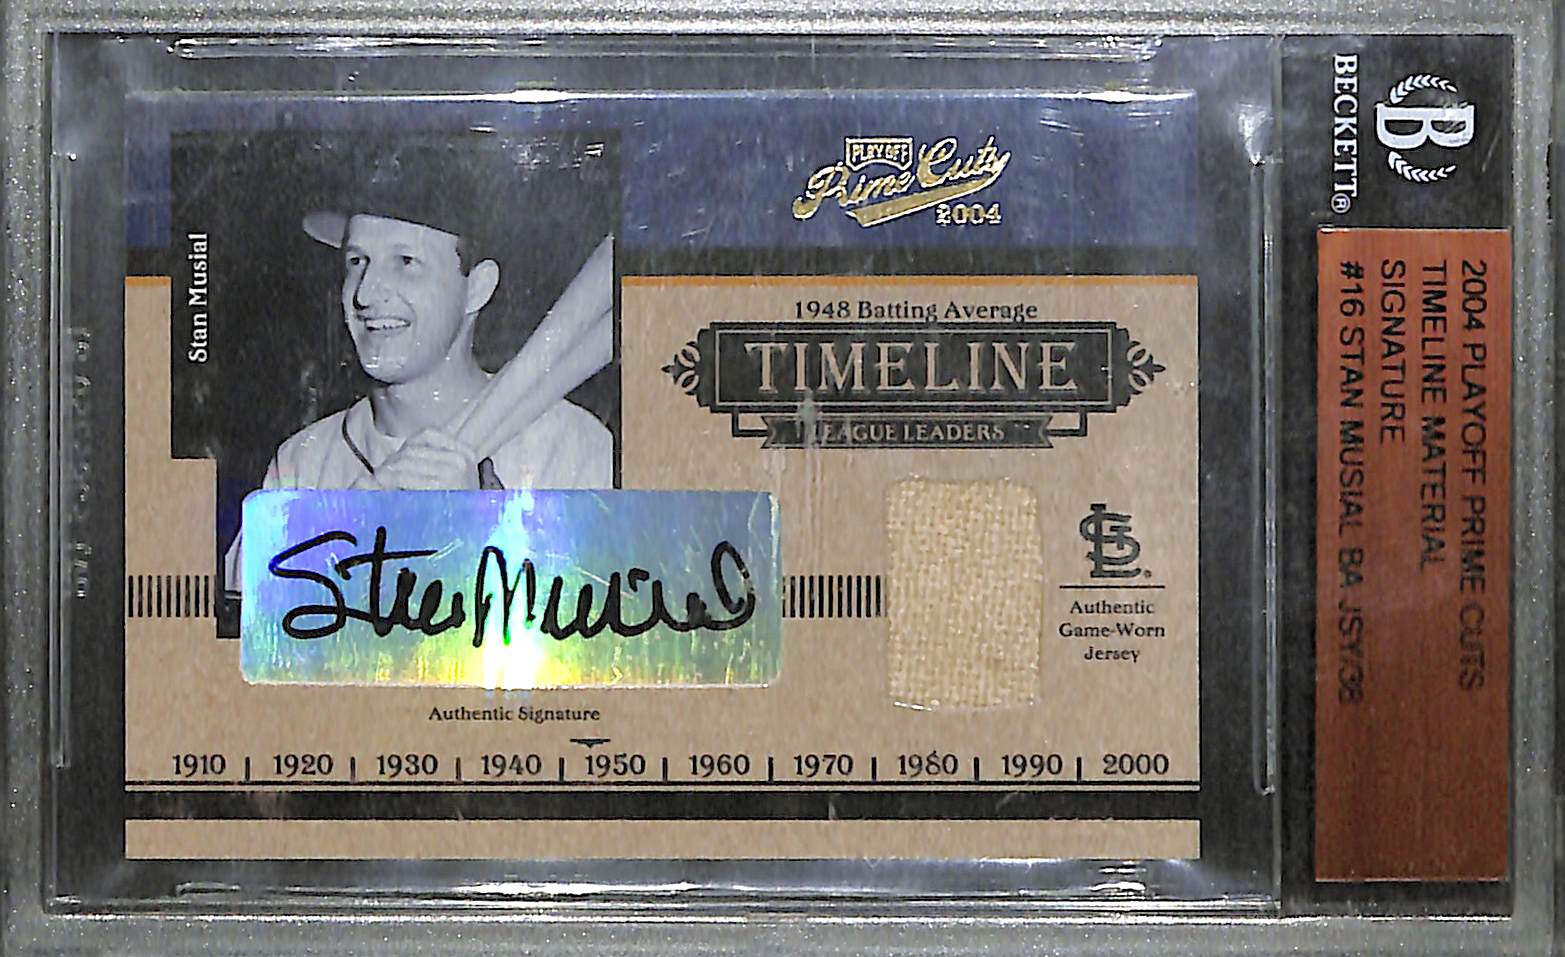 PLAYOFF
Prime Cuts
2004
Stan Musial
1948 Batting Average
TIMELINE
LEAGUE LEADERS
Stan Musial
Authentic
Game-Worn
Jersey
Authentic Signature
1910 | 1920 | 1930 | 1940 | 1950 | 1960 | 1970 | 1980 | 1990 | 2000
B
BECKETT®
2004 PLAYOFF PRIME CUTS
TIMELINE MATERIAL
SIGNATURE
#16 STAN MUSIAL BA JSY/36